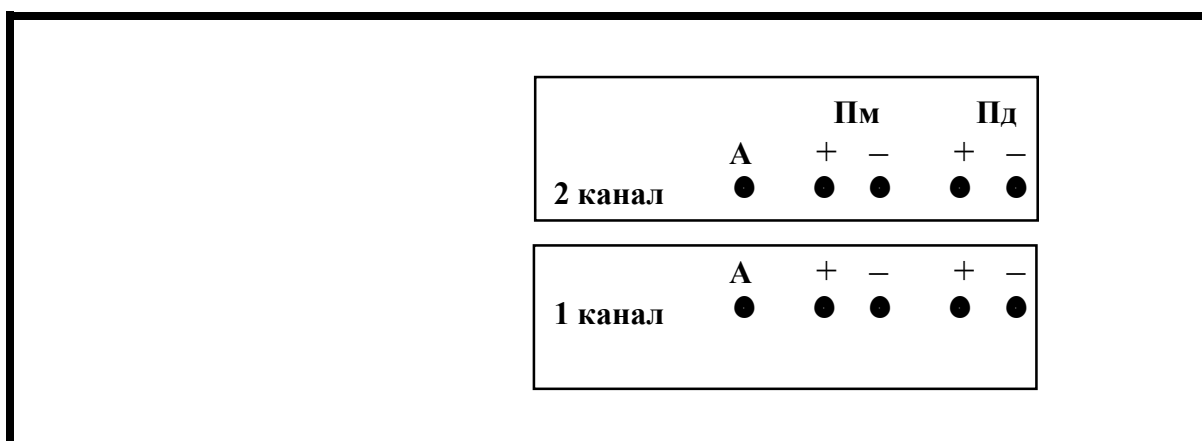 Пм Пд
А + – + –
2 канал
А + – + –
1 канал